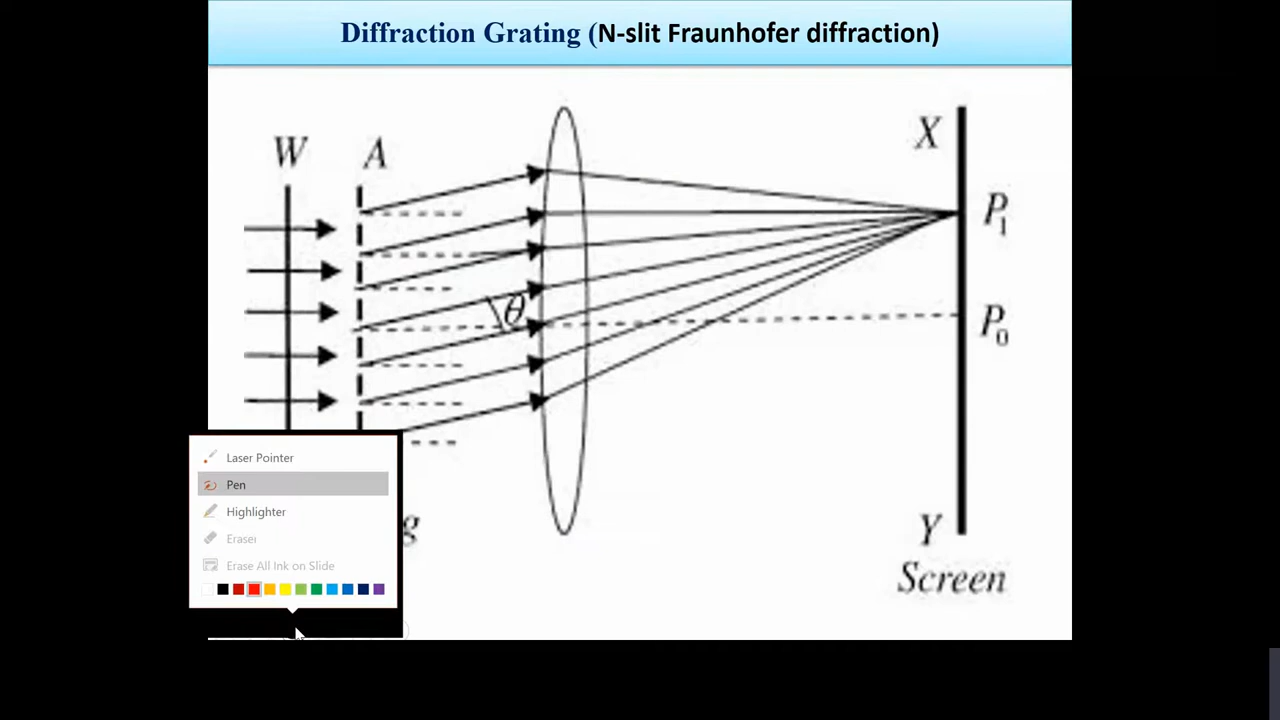 Diffraction Grating (N-slit Fraunhofer diffraction)
W
A
X
P1
θ
P0
Laser Pointer
Pen
Highlighter
Eraser
Erase All Ink on Slide
g
Y
Screen